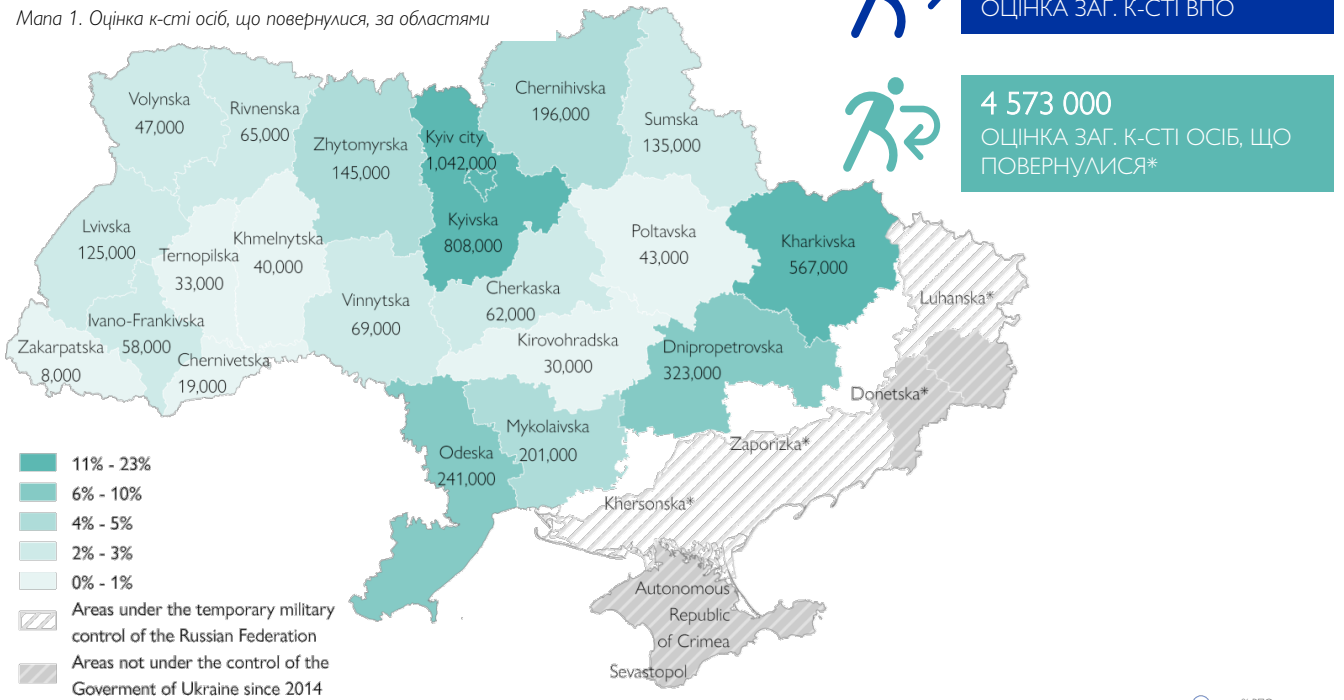 Мапа 1. Оцінка к-сті осіб, що повернулися, за областями
ОЦІНКА ЗАГ. К-СТІ ВПО
4 573 000
ОЦІНКА ЗАГ. К-СТІ ОСІБ, ЩО
ПОВЕРНУЛИСЯ*
Volynska
47,000
Rivnenska
65,000
Zhytomyrska
145,000
Kyiv city
1,042,000
Chernihivska
196,000
Sumska
135,000
Lvivska
125,000
Ternopilska
33,000
Khmelnytska
40,000
Kyivska
808,000
Poltavska
43,000
Kharkivska
567,000
Luhanska*
Vinnytska
69,000
Cherkaska
62,000
Ivano-Frankivska
58,000
Zakarpatska
8,000
Chernivetska
19,000
Kirovohradska
30,000
Dnipropetrovska
323,000
Donetska*
Odeska
241,000
Mykolaivska
201,000
Zaporizka*
Khersonska*
Autonomous
Republic
of Crimea
Sevastopol
11% - 23%
6% - 10%
4% - 5%
2% - 3%
0% - 1%
Areas under the temporary military
control of the Russian Federation
Areas not under the control of the
Goverment of Ukraine since 2014